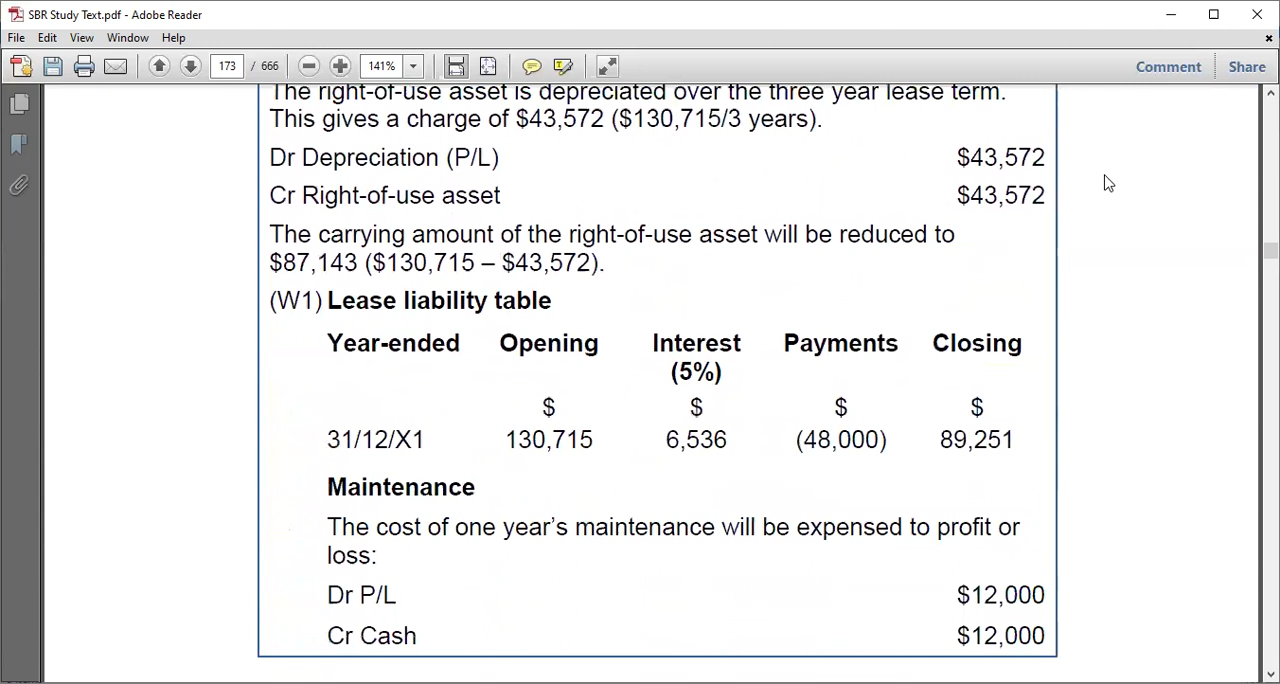 SBR Study Text.pdf - Adobe Reader
File Edit View Window Help
173 / 666 141% Comment Share
The right-of-use asset is depreciated over the three year lease term.
This gives a charge of $43,572 ($130,715/3 years).
Dr Depreciation (P/L) $43,572
Cr Right-of-use asset $43,572
The carrying amount of the right-of-use asset will be reduced to
$87,143 ($130,715 – $43,572).
(W1) Lease liability table
Year-ended Opening Interest Payments Closing
(5%)
$ $ $ $
31/12/X1 130,715 6,536 (48,000) 89,251
Maintenance
The cost of one year's maintenance will be expensed to profit or
loss:
Dr P/L $12,000
Cr Cash $12,000